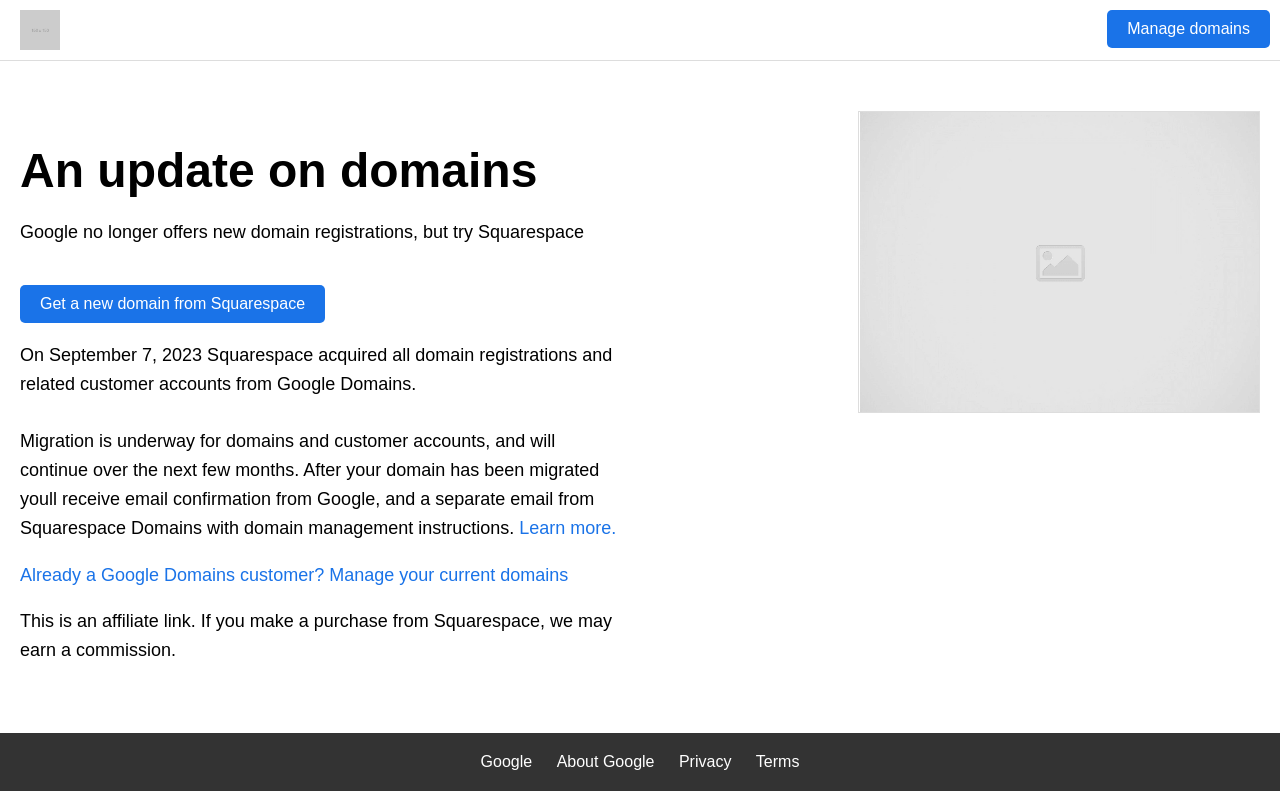 Manage domains
An update on domains
Google no longer offers new domain registrations, but try Squarespace
Get a new domain from Squarespace
On September 7, 2023 Squarespace acquired all domain registrations and
related customer accounts from Google Domains.
Migration is underway for domains and customer accounts, and will
continue over the next few months. After your domain has been migrated
youll receive email confirmation from Google, and a separate email from
Squarespace Domains with domain management instructions. Learn more.
Already a Google Domains customer? Manage your current domains
This is an affiliate link. If you make a purchase from Squarespace, we may
earn a commission.
Google About Google Privacy Terms